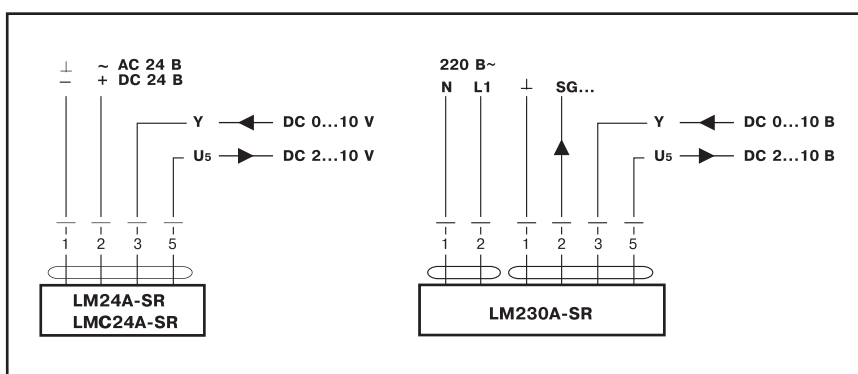 ⊥ ~ AC 24 В
– + DC 24 В
Y DC 0...10 V
U5 DC 2...10 V
1 2 3 5
LM24A-SR
LMC24A-SR
220 В~
N L1 ⊥ SG...
Y DC 0...10 В
U5 DC 2...10 В
1 2 1 2 3 5
LM230A-SR